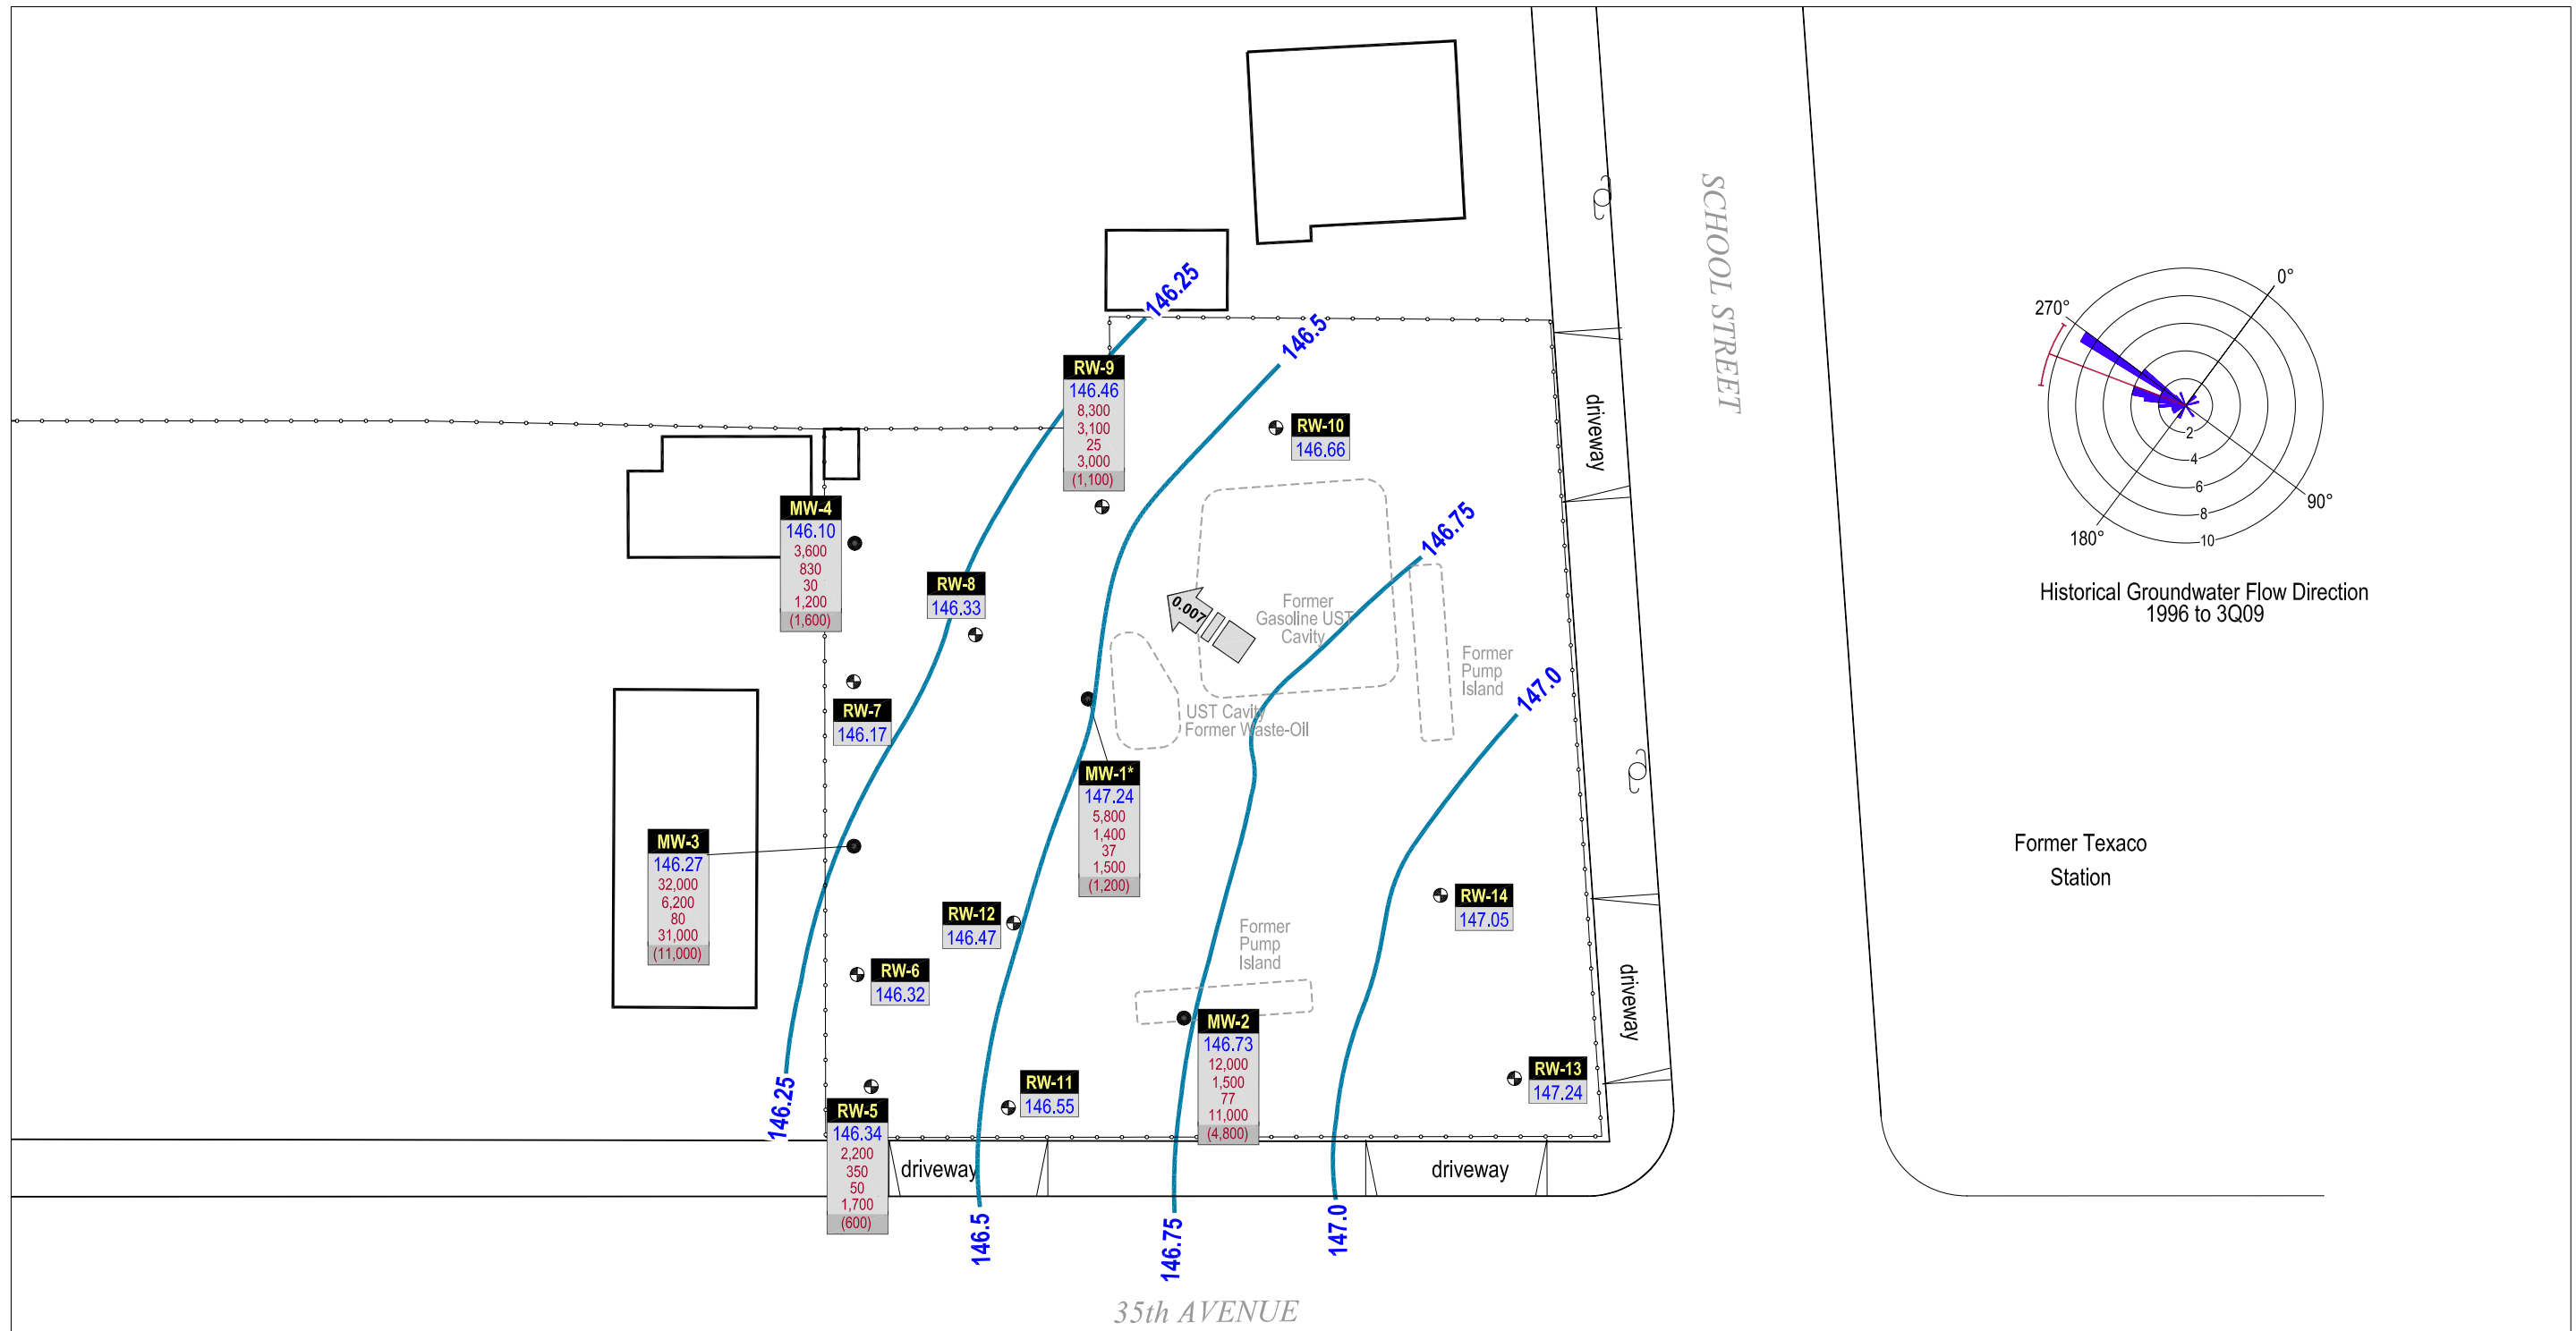 146.25
146.5
SCHOOL STREET
0°
270°
90°
180°
2
4
6
8
10
Historical Groundwater Flow Direction
1996 to 3Q09
RW-9
146.46
8,300
3,100
25
3,000
(1,100)
RW-10
146.66
driveway
MW-4
146.10
3,600
830
30
1,200
(1,600)
RW-8
146.33
146.75
0.007
Former
Gasoline UST
Cavity
Former
Pump
Island
147.0
RW-7
146.17
UST Cavity
Former Waste-Oil
MW-1*
147.24
5,800
1,400
37
1,500
(1,200)
MW-3
146.27
32,000
6,200
80
31,000
(11,000)
Former Texaco
Station
RW-12
146.47
RW-14
147.05
Former
Pump
Island
RW-6
146.32
driveway
MW-2
146.73
12,000
1,500
77
11,000
(4,800)
RW-11
146.55
RW-13
147.24
146.25
RW-5
146.34
2,200
350
50
1,700
(600)
driveway
driveway
146.5
146.75
147.0
35th AVENUE